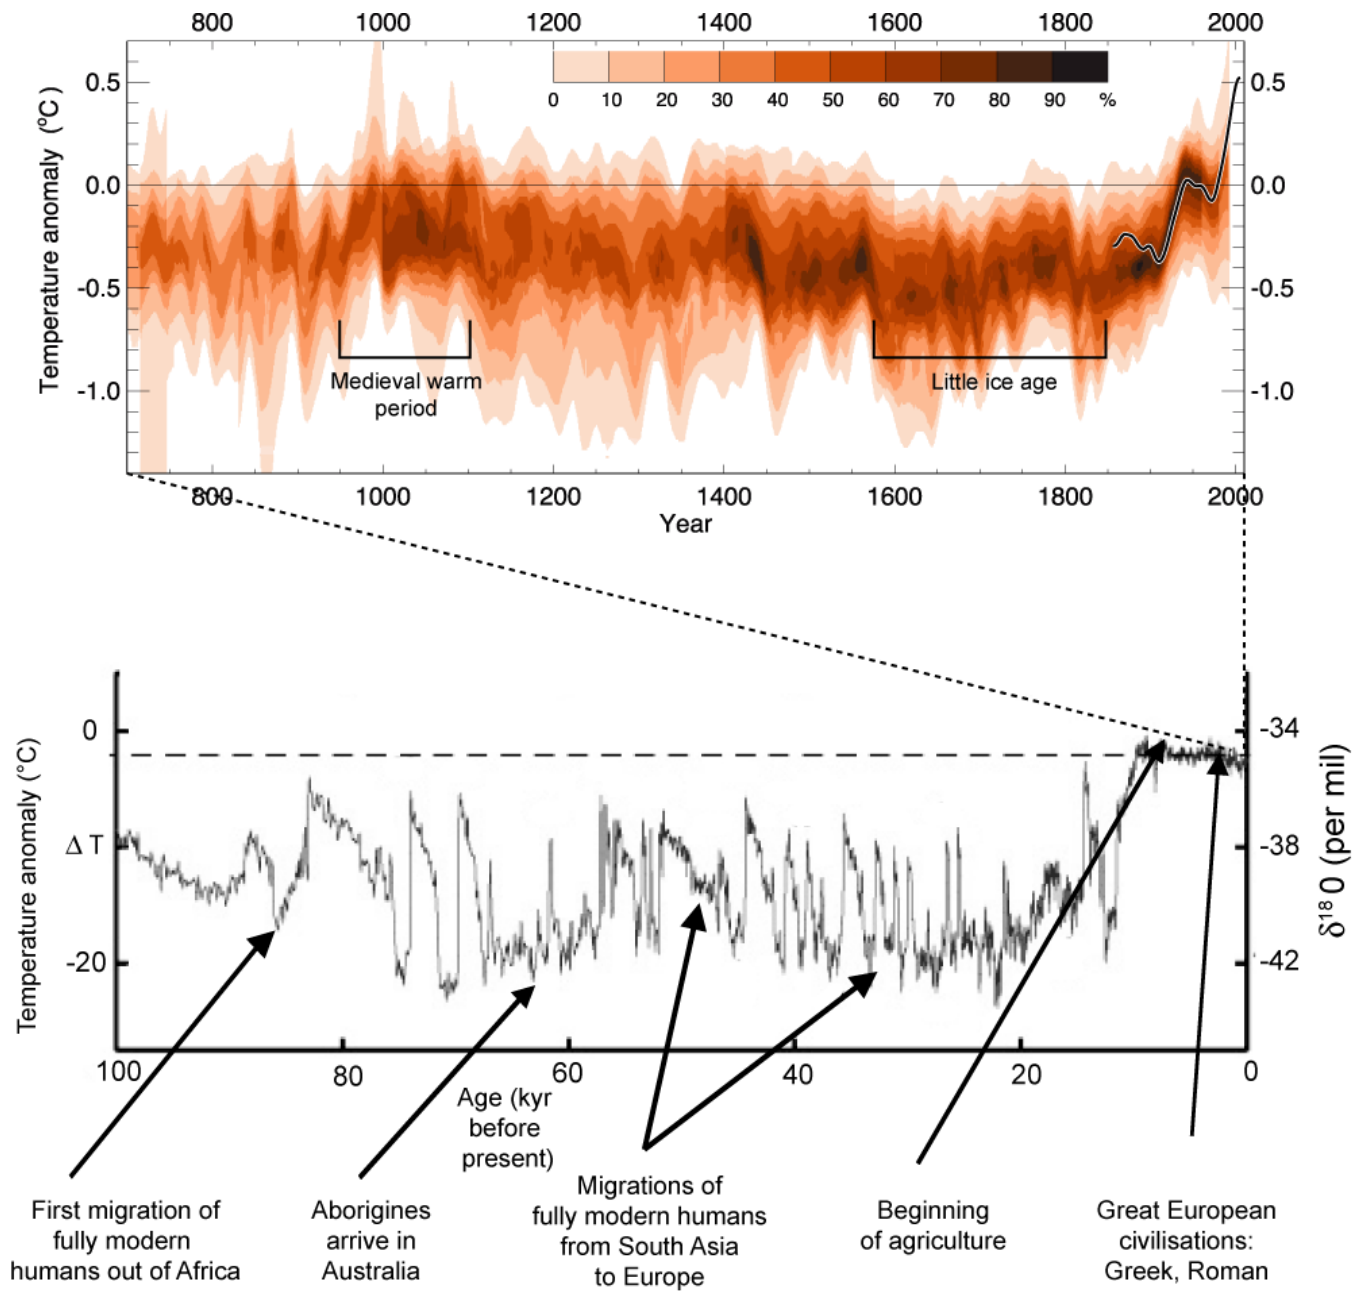 800 1000 1200 1400 1600 1800 2000
0.5 0.5
0 10 20 30 40 50 60 70 80 90 %
0.0 0.0
-0.5 -0.5
-1.0 -1.0
Temperature anomaly (ºC)
Medieval warm
period
Little ice age
800 1000 1200 1400 1600 1800 2000
Year
0 -34
Δ T -38
-20 -42
Temperature anomaly (°C)
δ18 0 (per mil)
100 80 60 40 20 0
Age (kyr
before
present)
First migration of
fully modern
humans out of Africa
Aborigines
arrive in
Australia
Migrations of
fully modern humans
from South Asia
to Europe
Beginning
of agriculture
Great European
civilisations:
Greek, Roman